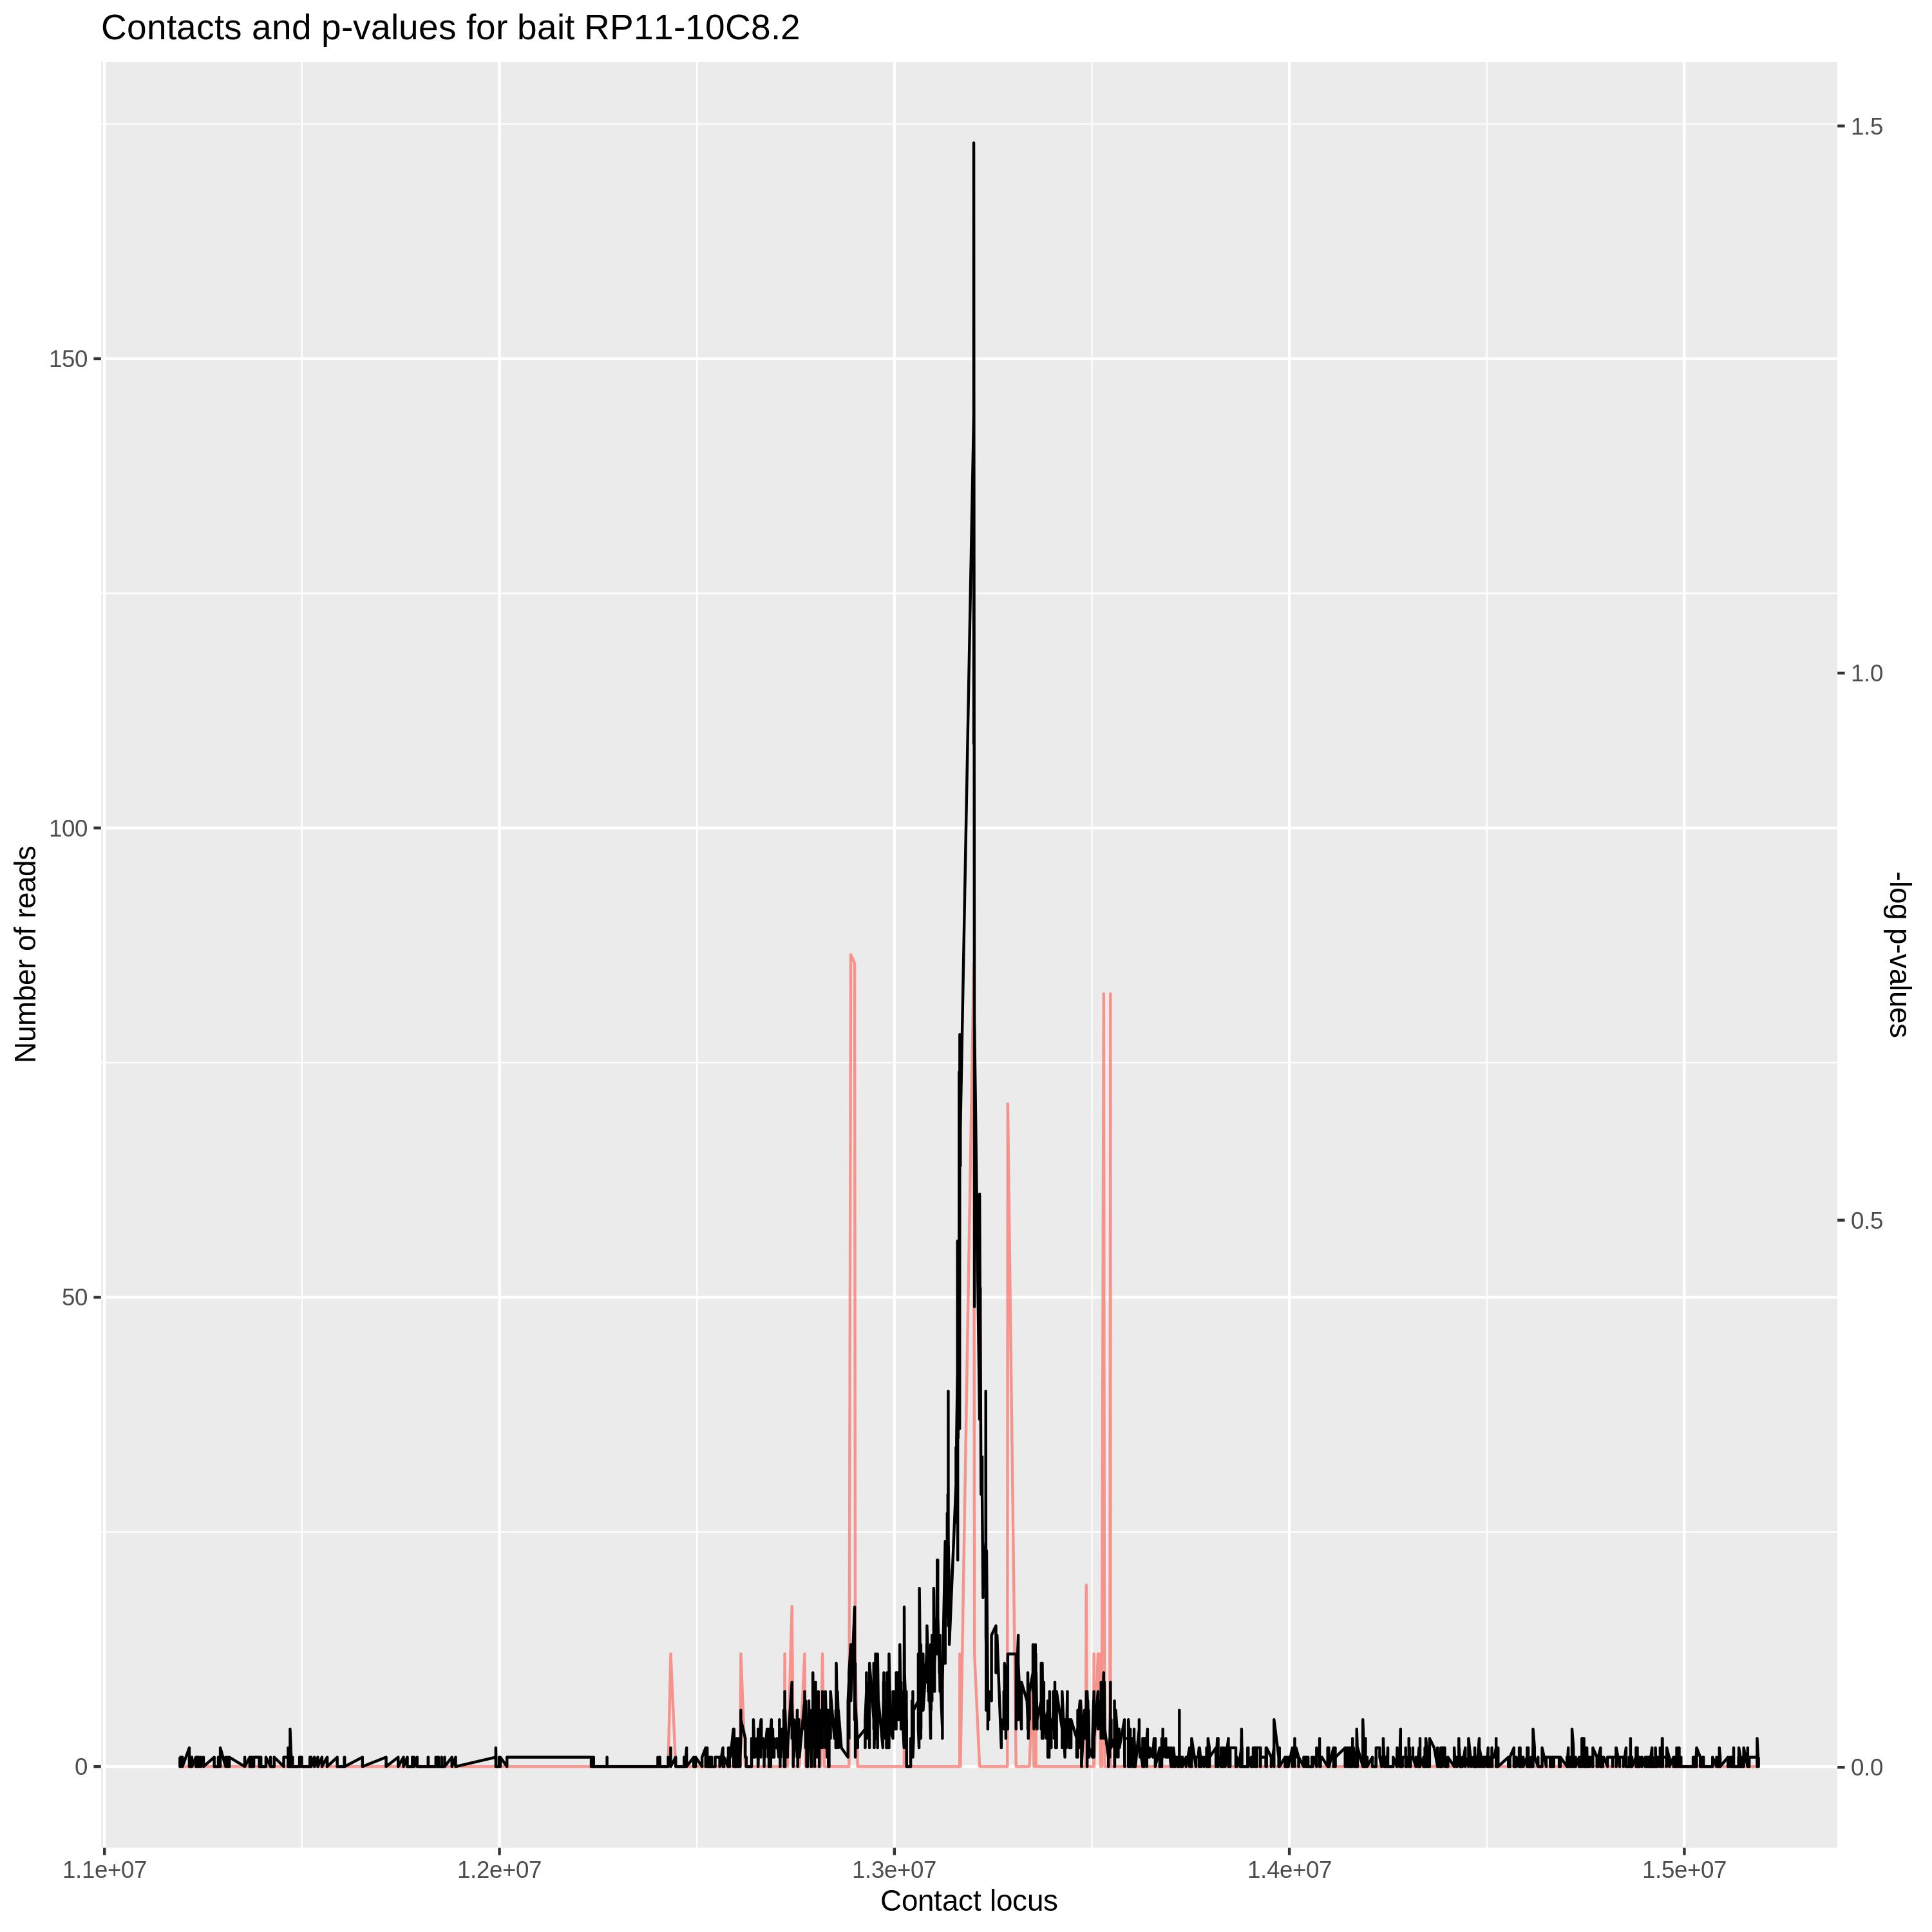 Contacts and p-values for bait RP11-10C8.2
Number of reads
150
100
50
0
1.5
1.0
0.5
0.0
-log p-values
1.1e+07 1.2e+07 1.3e+07 1.4e+07 1.5e+07
Contact locus